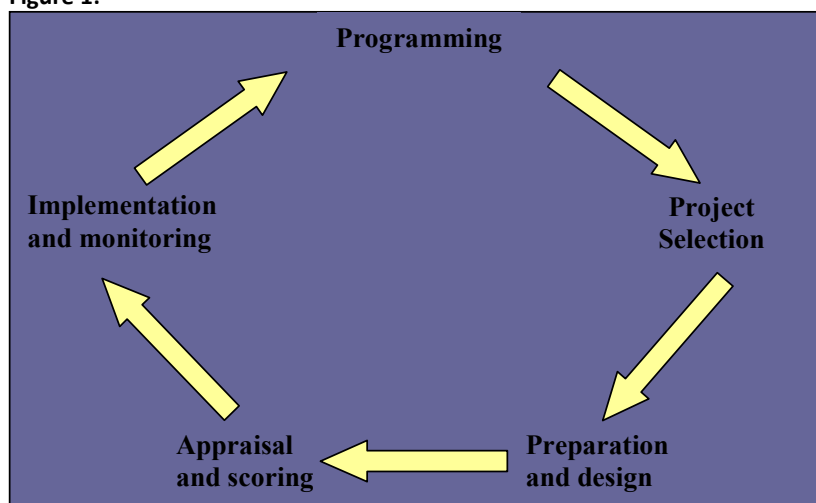 Figure 1:
Programming
Project
Selection
Preparation
and design
Appraisal
and scoring
Implementation
and monitoring